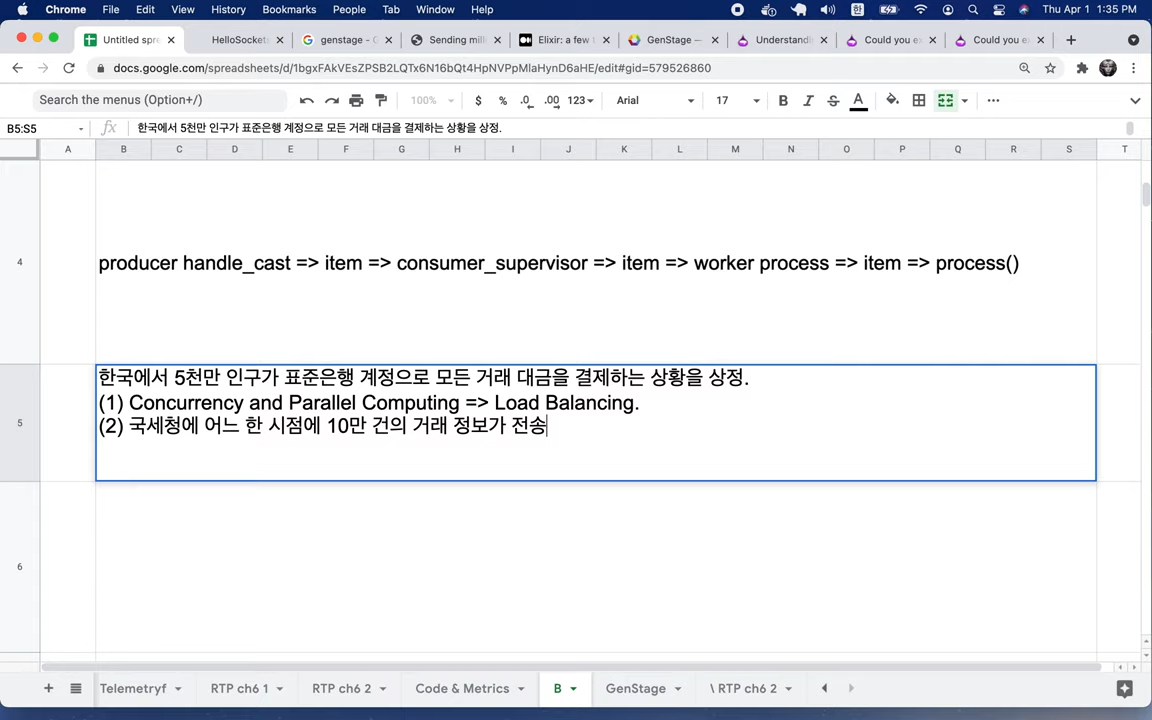 Chrome File Edit View History Bookmarks People Tab Window Help 한 Thu Apr 1 1:35 PM
Untitled spre HelloSocket GenStage genstage - G Sending mill Elixir: a few t GenStage — Understandi Could you ex Could you ex
docs.google.com/spreadsheets/d/1bgxFAkVEsZPSB2LQTx6N16bQt4HpNVPpMlaHynD6aHE/edit#gid=579526860
Search the menus (Option+/) 100% $ % .0 .00 123 Arial 17 B I S A
B5:S5 fx 한국에서 5천만 인구가 표준은행 계정으로 모든 거래 대금을 결제하는 상황을 상정.
A B C D E F G H I J K L M N O P Q R S T
4 producer handle_cast => item => consumer_supervisor => item => worker process => item => process()
한국에서 5천만 인구가 표준은행 계정으로 모든 거래 대금을 결제하는 상황을 상정.
(1) Concurrency and Parallel Computing => Load Balancing.
5 (2) 국세청에 어느 한 시점에 10만 건의 거래 정보가 전송
6
Telemetryf RTP ch6 1 RTP ch6 2 Code & Metrics B GenStage \ RTP ch6 2